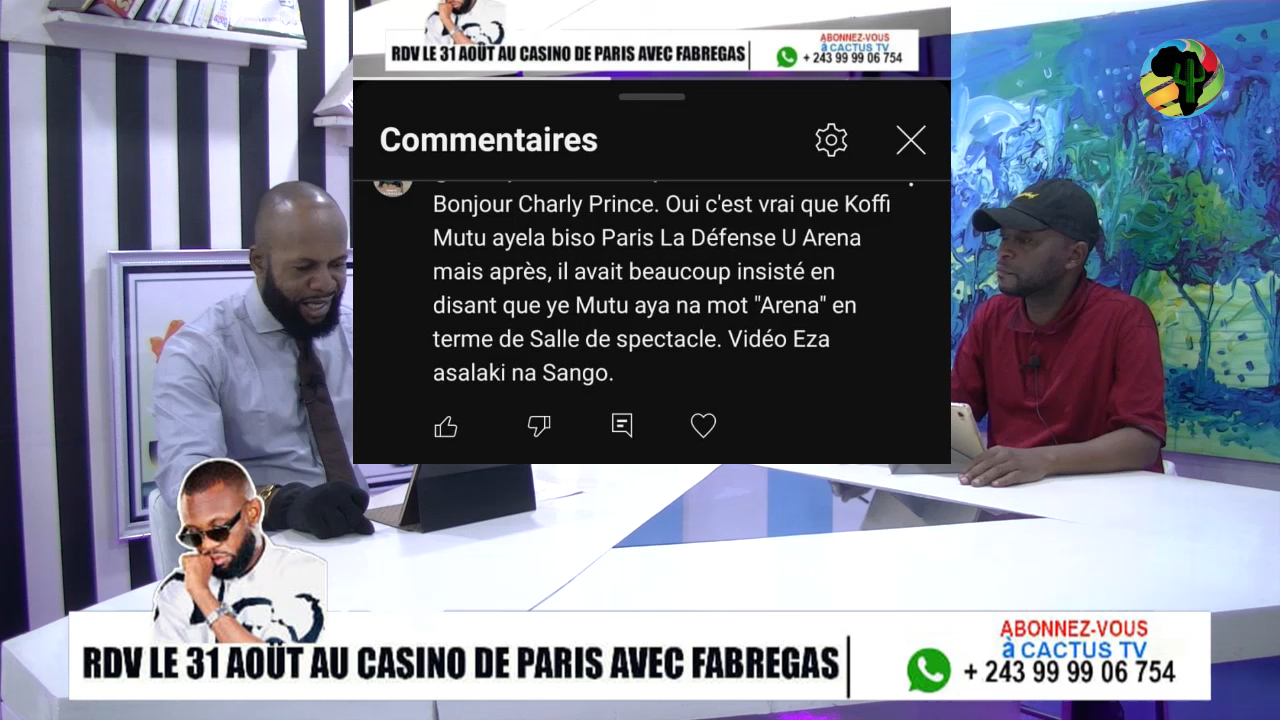 RDV LE 31 AOÛT AU CASINO DE PARIS AVEC FABREGAS
ABONNEZ-VOUS
à CACTUS TV
+ 243 99 99 06 754
Commentaires
Bonjour Charly Prince. Oui c'est vrai que Koffi
Mutu ayela biso Paris La Défense U Arena
mais après, il avait beaucoup insisté en
disant que ye Mutu aya na mot "Arena" en
terme de Salle de spectacle. Vidéo Eza
asalaki na Sango.
RDV LE 31 AOÛT AU CASINO DE PARIS AVEC FABREGAS
ABONNEZ-VOUS
à CACTUS TV
+ 243 99 99 06 754